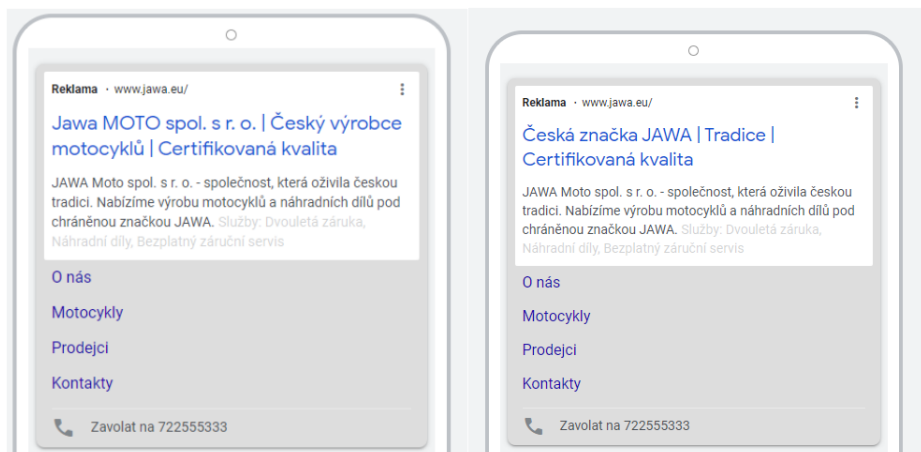 Reklama · www.jawa.eu/
Jawa MOTO spol. s r. o. | Český výrobce
motocyklů | Certifikovaná kvalita
JAWA Moto spol. s r. o. - společnost, která oživila českou
tradici. Nabízíme výrobu motocyklů a náhradních dílů pod
chráněnou značkou JAWA. Služby: Dvouletá záruka,
Náhradní díly, Bezplatný záruční servis
O nás
Motocykly
Prodejci
Kontakty
Zavolat na 722555333
Reklama · www.jawa.eu/
Česká značka JAWA | Tradice |
Certifikovaná kvalita
JAWA Moto spol. s r. o. - společnost, která oživila českou
tradici. Nabízíme výrobu motocyklů a náhradních dílů pod
chráněnou značkou JAWA. Služby: Dvouletá záruka,
Náhradní díly, Bezplatný záruční servis
O nás
Motocykly
Prodejci
Kontakty
Zavolat na 722555333